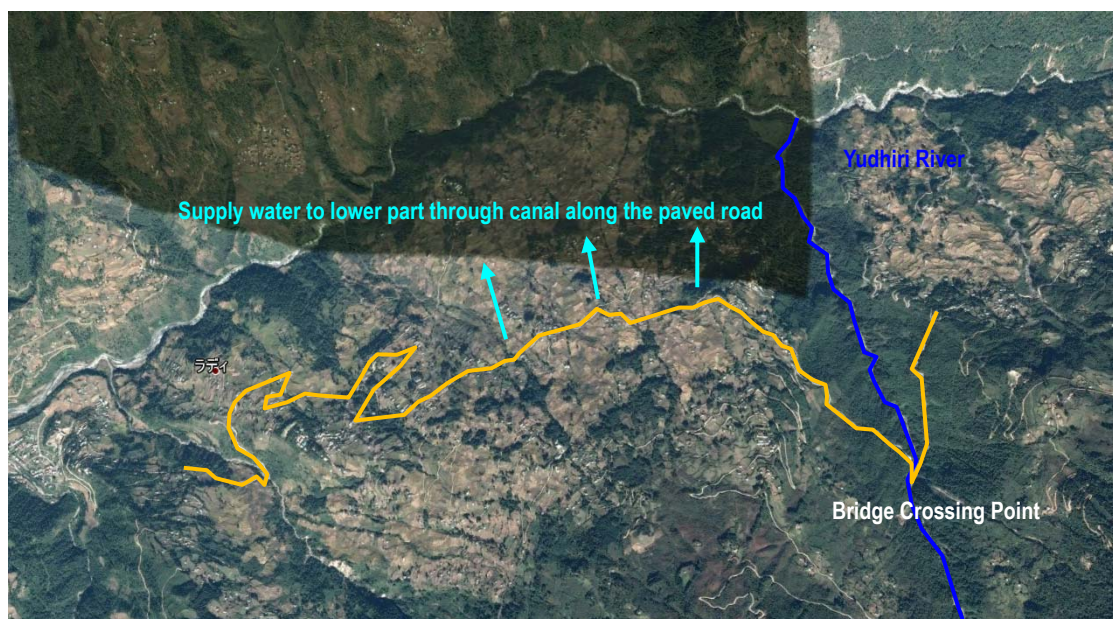 Yudhiri River
Supply water to lower part through canal along the paved road
ラディ
Bridge Crossing Point